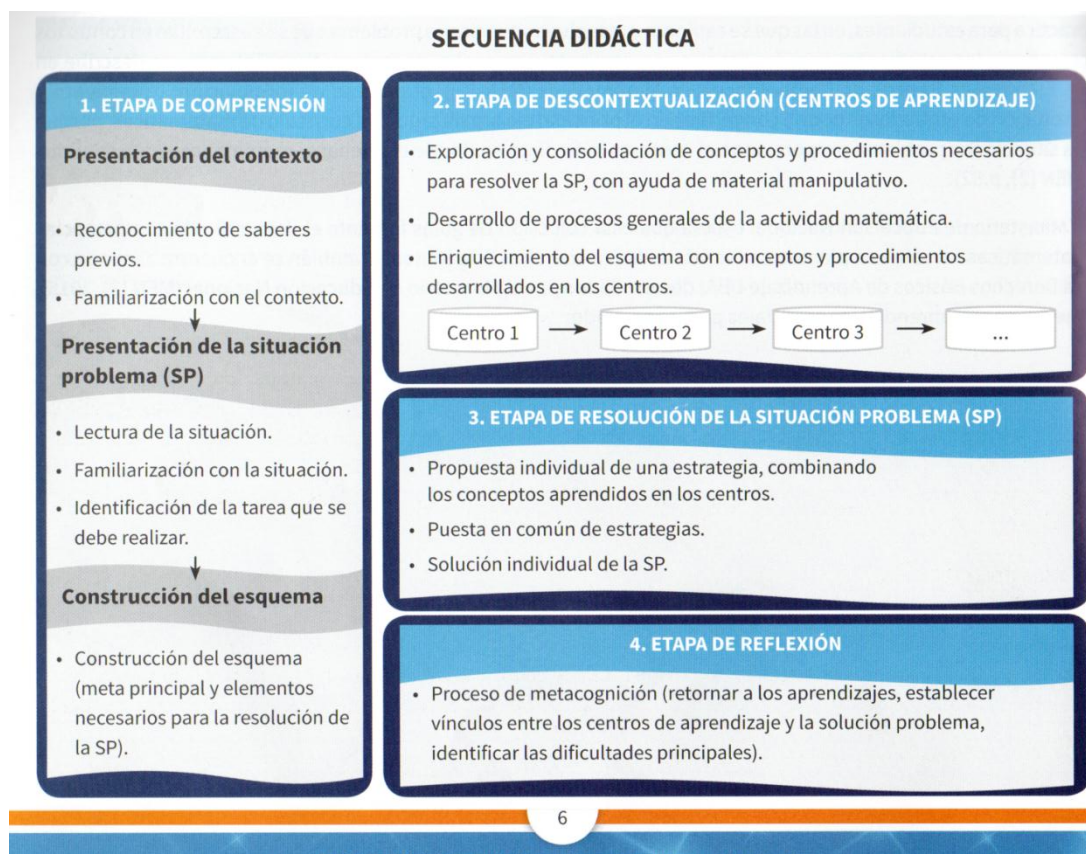 SECUENCIA DIDÁCTICA
1. ETAPA DE COMPRENSIÓN
Presentación del contexto
• Reconocimiento de saberes
previos.
• Familiarización con el contexto.
Presentación de la situación
problema (SP)
• Lectura de la situación.
• Familiarización con la situación.
• Identificación de la tarea que se
debe realizar.
Construcción del esquema
• Construcción del esquema
(meta principal y elementos
necesarios para la resolución de
la SP).
2. ETAPA DE DESCONTEXTUALIZACIÓN (CENTROS DE APRENDIZAJE)
• Exploración y consolidación de conceptos y procedimientos necesarios
para resolver la SP, con ayuda de material manipulativo.
• Desarrollo de procesos generales de la actividad matemática.
• Enriquecimiento del esquema con conceptos y procedimientos
desarrollados en los centros.
Centro 1
Centro 2
Centro 3
...
3. ETAPA DE RESOLUCIÓN DE LA SITUACIÓN PROBLEMA (SP)
• Propuesta individual de una estrategia, combinando
los conceptos aprendidos en los centros.
• Puesta en común de estrategias.
• Solución individual de la SP.
4. ETAPA DE REFLEXIÓN
• Proceso de metacognición (retornar a los aprendizajes, establecer
vínculos entre los centros de aprendizaje y la solución problema,
identificar las dificultades principales).
6